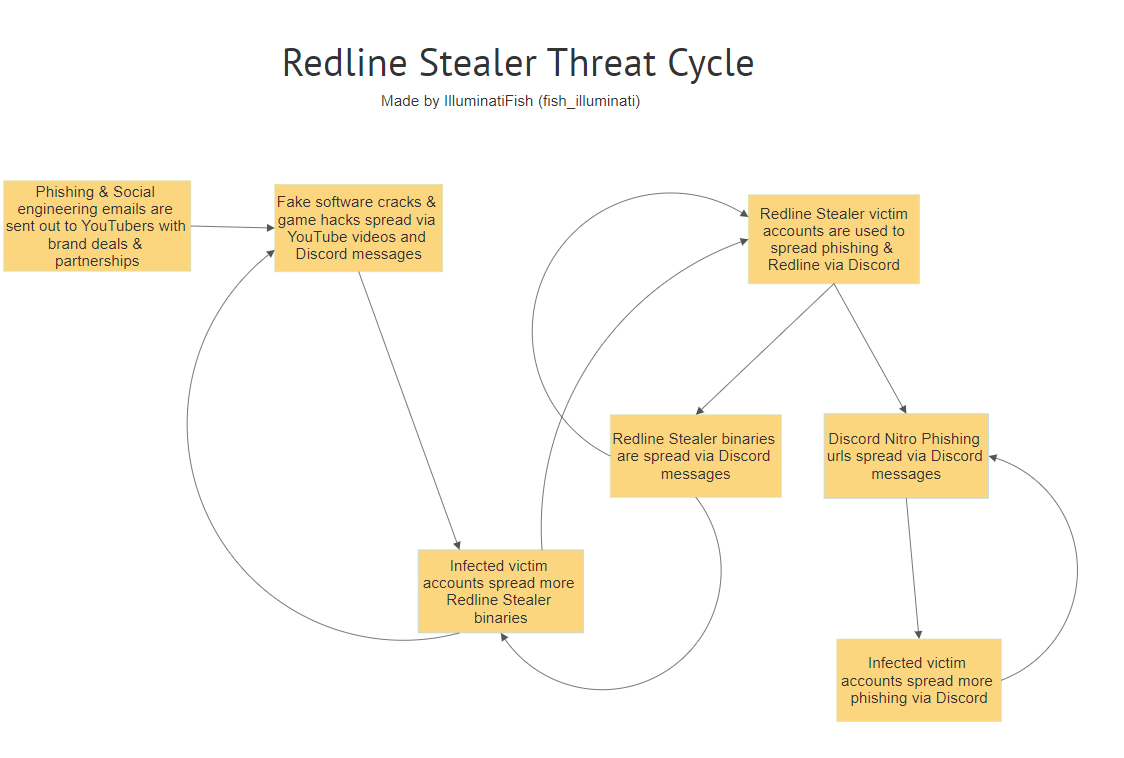 Redline Stealer Threat Cycle
Made by IlluminatiFish (fish_illuminati)
Phishing & Social
engineering emails are
sent out to YouTubers with
brand deals &
partnerships
Fake software cracks &
game hacks spread via
YouTube videos and
Discord messages
Redline Stealer victim
accounts are used to
spread phishing &
Redline via Discord
Redline Stealer binaries
are spread via Discord
messages
Discord Nitro Phishing
urls spread via Discord
messages
Infected victim
accounts spread more
Redline Stealer
binaries
Infected victim
accounts spread more
phishing via Discord